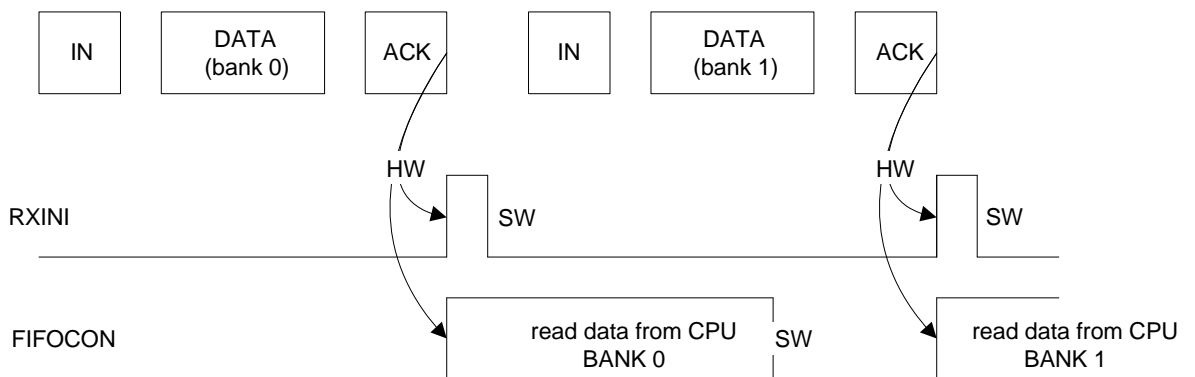 IN
DATA
(bank 0)
ACK
IN
DATA
(bank 1)
ACK
HW
HW
RXINI
SW
SW
FIFOCON
read data from CPU
BANK 0
SW
read data from CPU
BANK 1